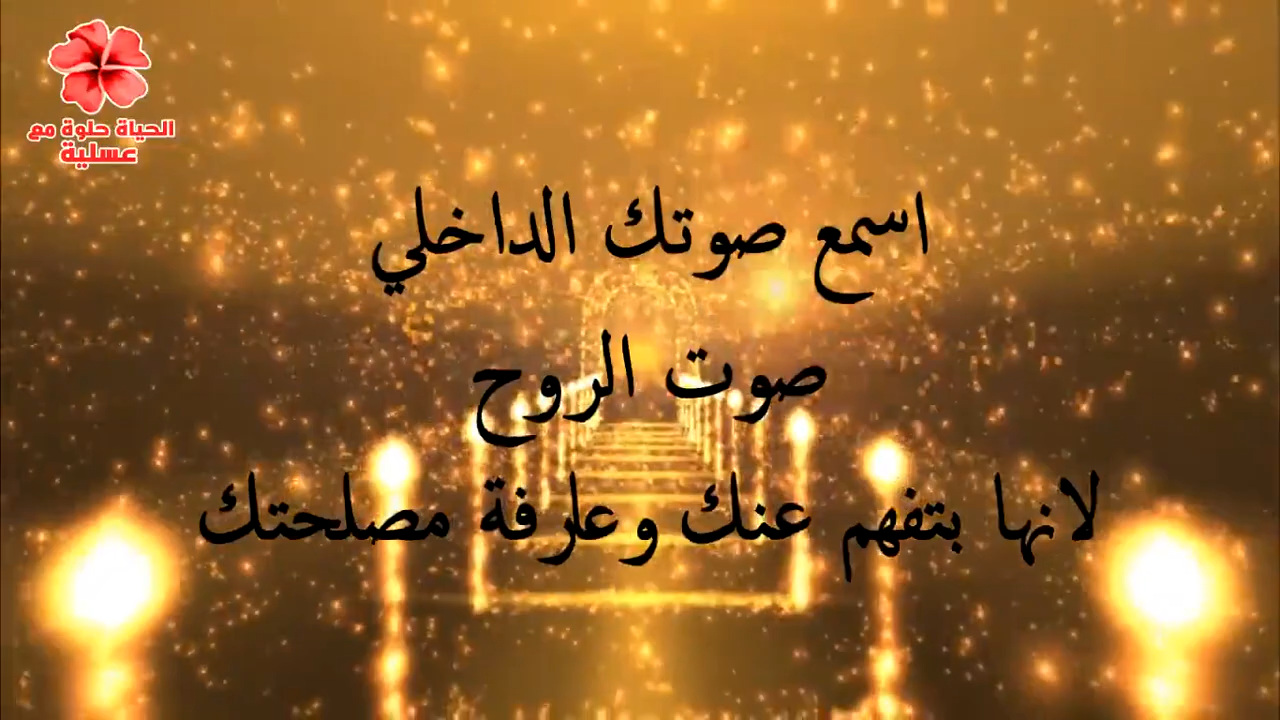 الحياة حلوة مع
عسلية
اسمع صوتك الداخلي
صوت الروح
لانها بتفهم عنك وعارفة مصلحتك